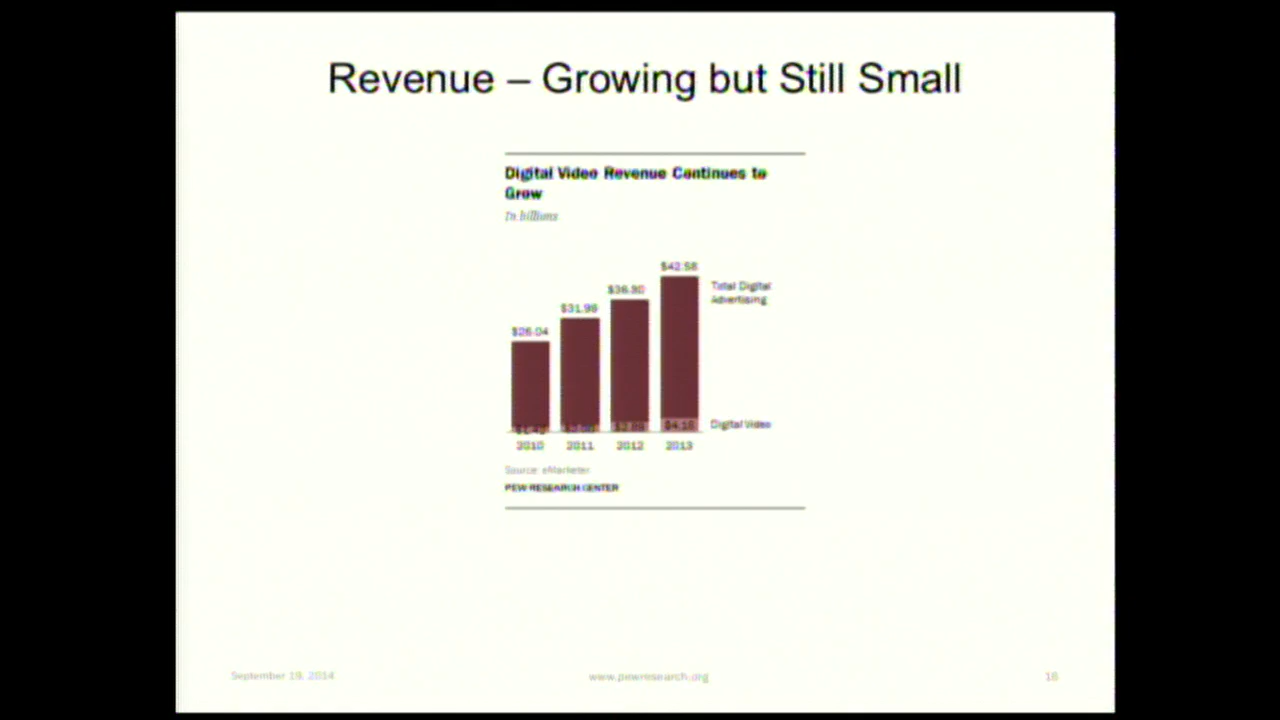 Revenue – Growing but Still Small
Digital Video Revenue Continues to
Grow
In billions
$42.58
$36.80
$31.98
$26.04
Total Digital
Advertising
$4.15
Digital Video
2010 2011 2012 2013
Source: eMarketer
PEW RESEARCH CENTER
September 19, 2014 www.pewresearch.org